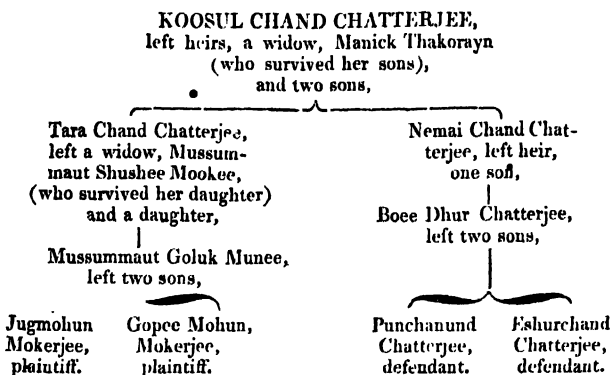 KOOSUL CHAND CHATTERJEE,
left heirs, a widow, Manick Thakorayn
(who survived her sons),
and two sons,
Tara Chand Chatterjee,
left a widow, Mussum-
maut Shushee Mookee,
(who survived her daughter)
and a daughter,
Mussummaut Goluk Munee,
left two sons,
Jugmohun
Mokerjee,
plaintiff.
Gopee Mohun,
Mokerjee,
plaintiff.
Nemai Chand Chat-
terjee, left heir,
one son,
Boee Dhur Chatterjee,
left two sons,
Punchanund
Chatterjee,
defendant.
Eshurchand
Chatterjee,
defendant.